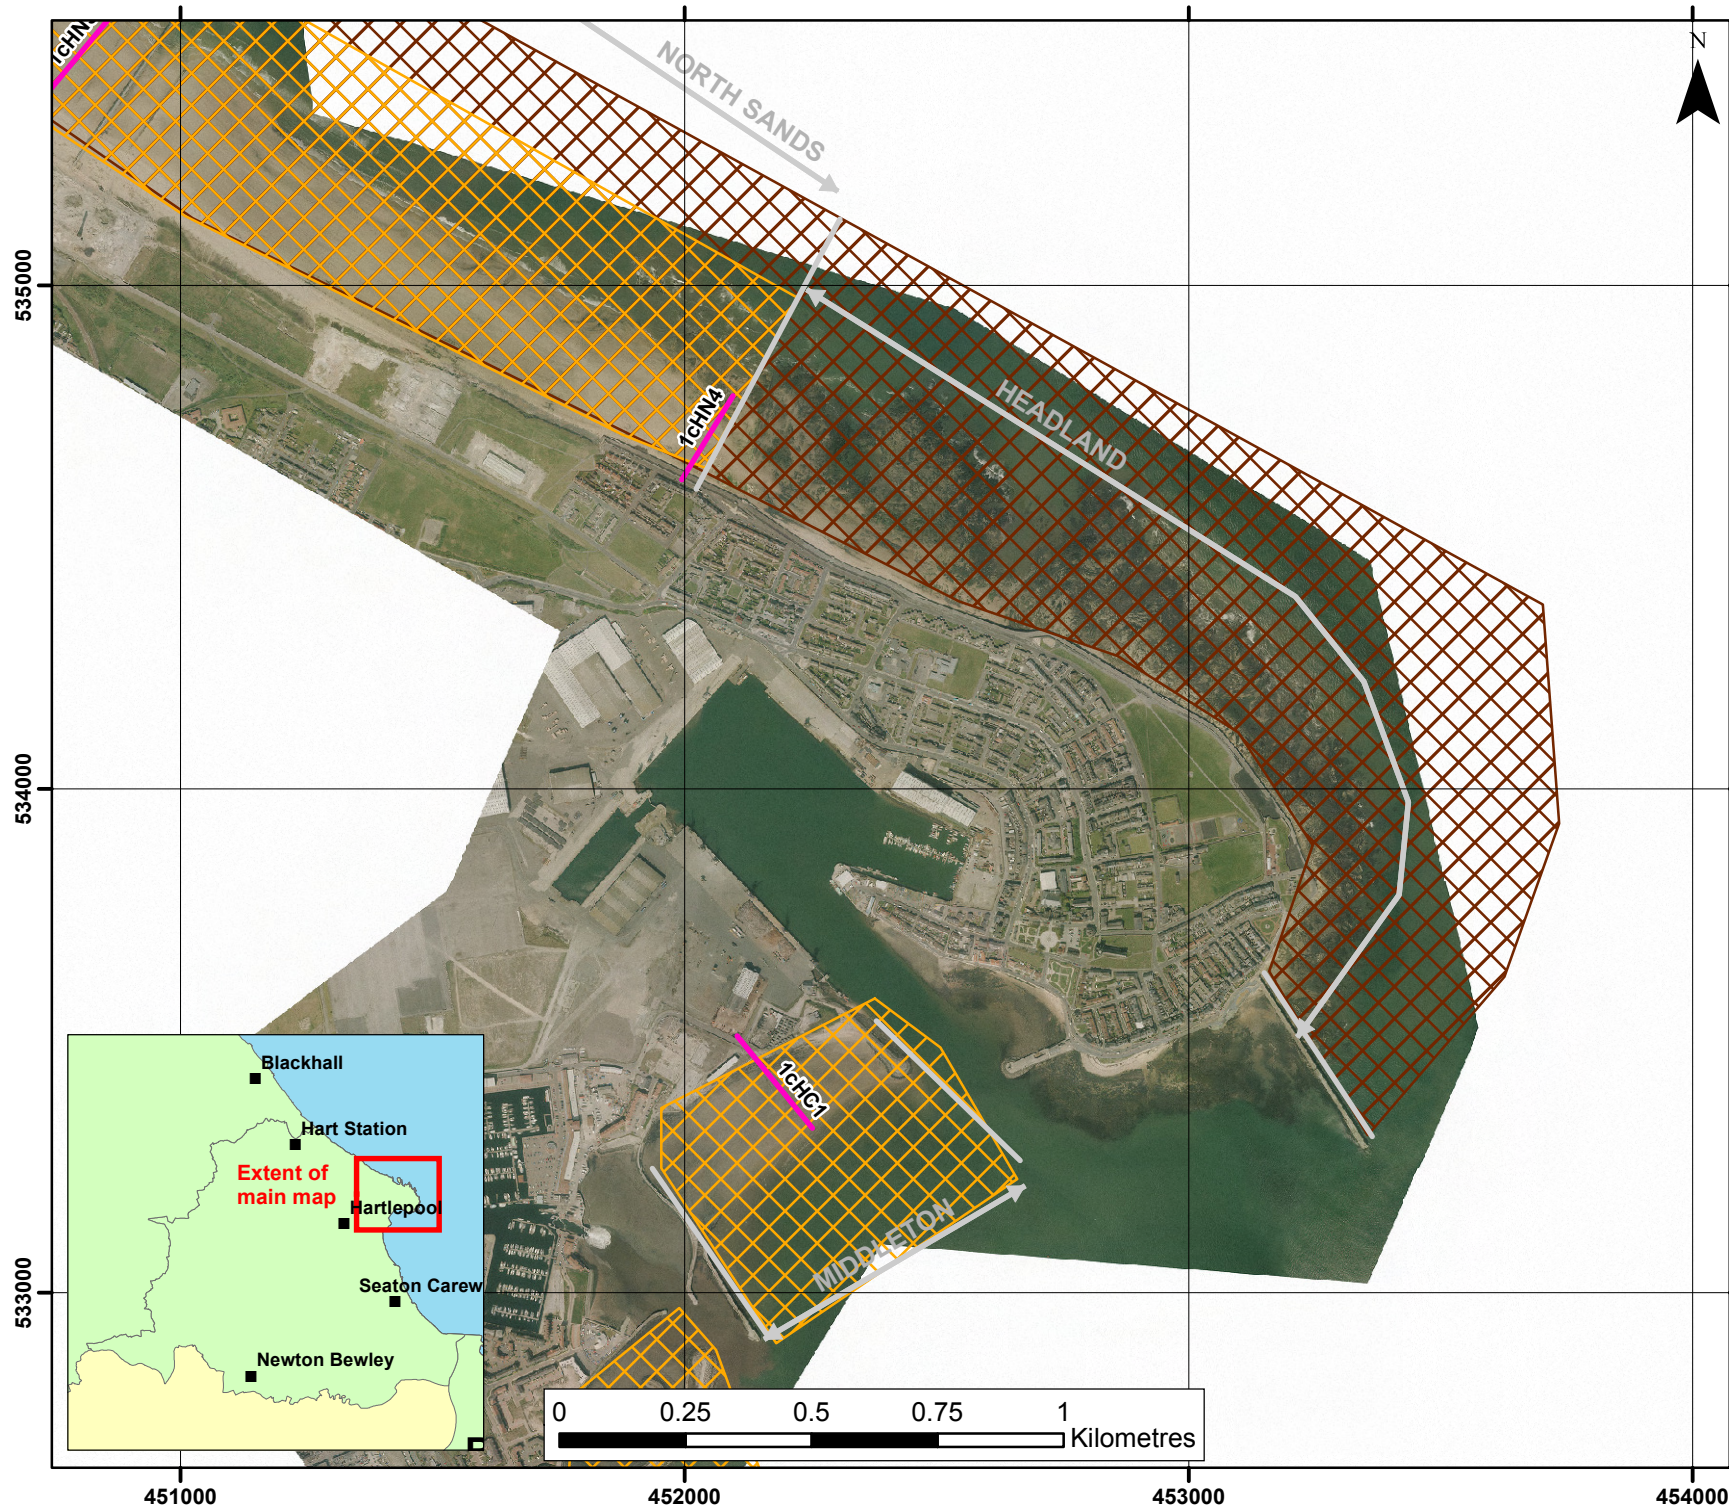 1cHN
NORTH SANDS
N
535000
1cHN4
HEADLAND
534000
1cHC1
MIDDLETON
533000
Blackhall
Hart Station
Extent of
main map
Hartlepool
Seaton Carew
Newton Bewley
0 0.25 0.5 0.75 1
Kilometres
451000 452000 453000 454000